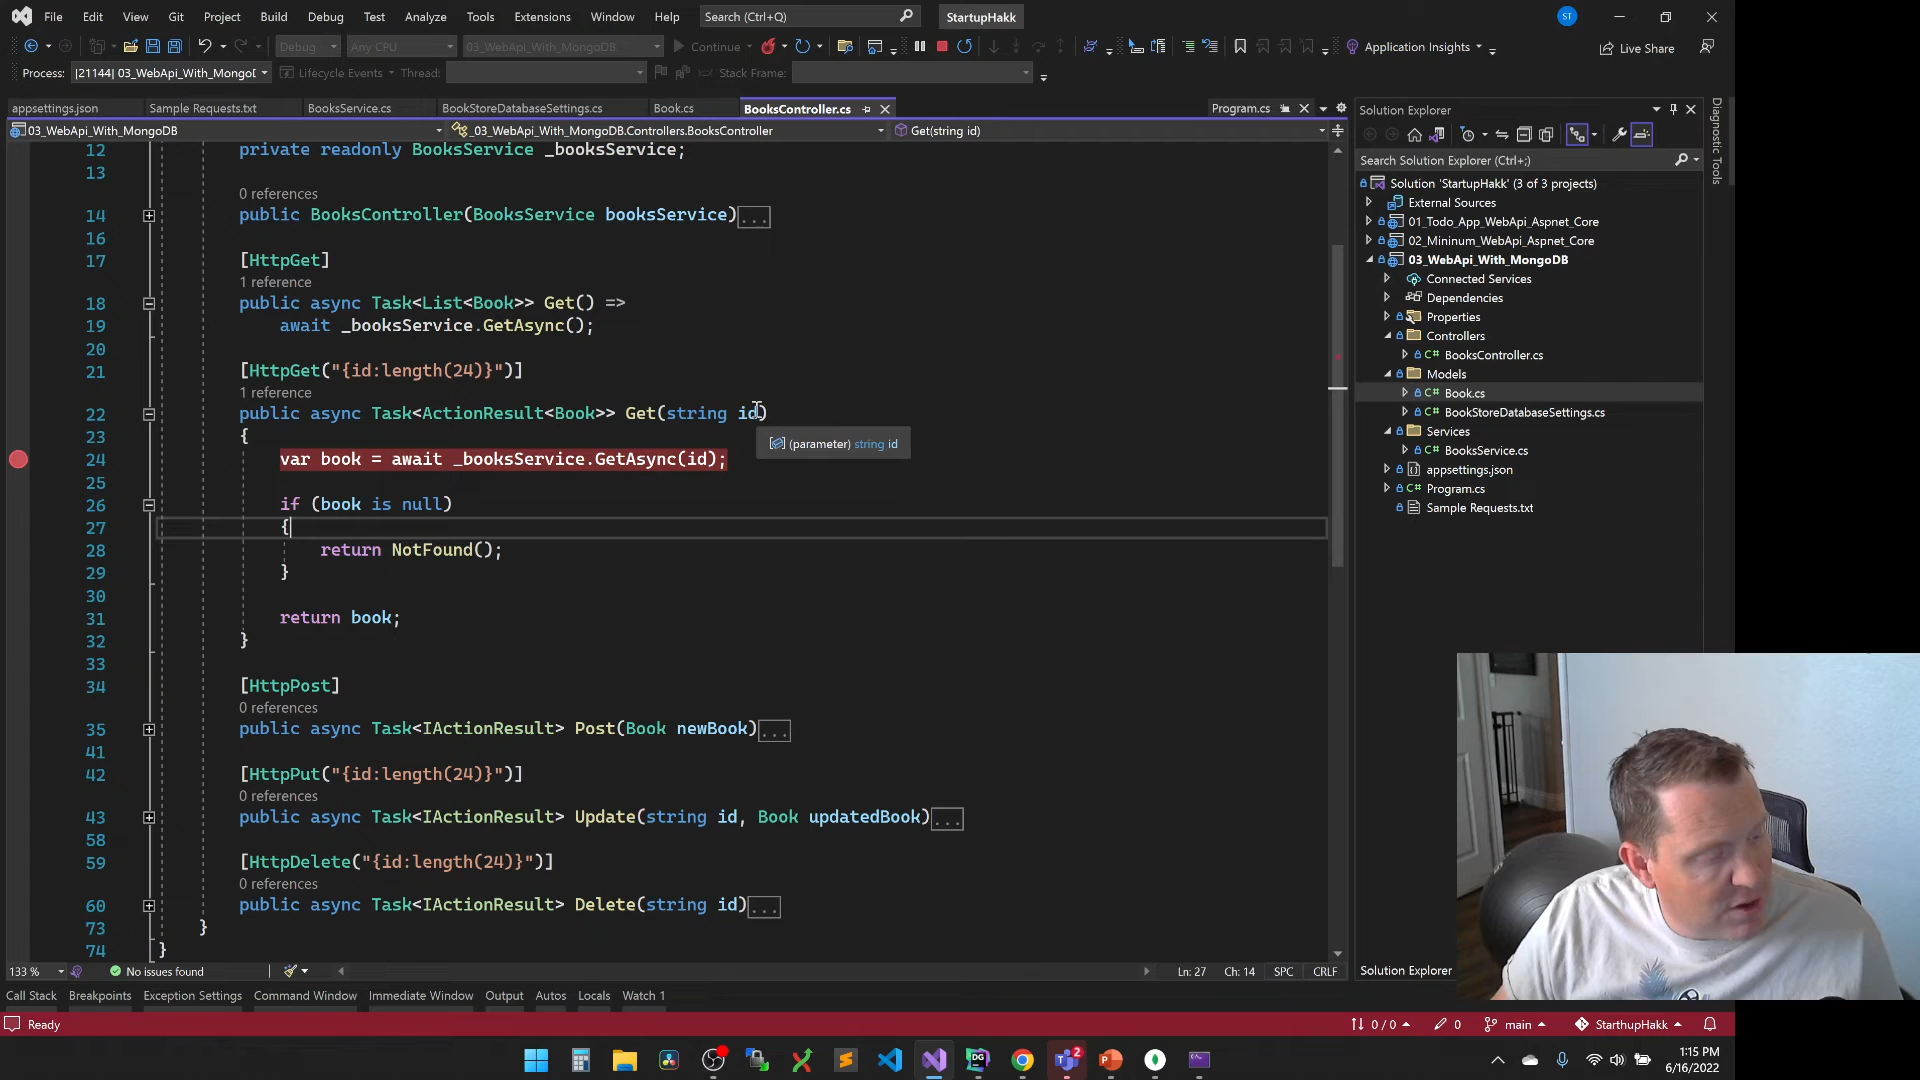 File Edit View Git Project Build Debug Test Analyze Tools Extensions Window Help Search (Ctrl+Q) StartupHakk ST
Debug Any CPU 03_WebApi_With_MongoDB Continue Application Insights Live Share
Process: [21144] 03_WebApi_With_Mongo Lifecycle Events Thread: Stack Frame:
appsettings.json Sample Requests.txt BooksService.cs BookStoreDatabaseSettings.cs Book.cs BooksController.cs Program.cs
03_WebApi_With_MongoDB _03_WebApi_With_MongoDB.Controllers.BooksController Get(string id)
12 private readonly BooksService _booksService;
13
0 references
14 public BooksController(BooksService booksService)...
16
17 [HttpGet]
1 reference
18 public async Task<List<Book>> Get() =>
19 await _booksService.GetAsync();
20
21 [HttpGet("{id:length(24)}")]
1 reference
22 public async Task<ActionResult<Book>> Get(string id)
23 {
(parameter) string id
24 var book = await _booksService.GetAsync(id);
25
26 if (book is null)
27 {
28 return NotFound();
29 }
30
31 return book;
32 }
33
34 [HttpPost]
0 references
35 public async Task<IActionResult> Post(Book newBook)...
41
42 [HttpPut("{id:length(24)}")]
0 references
43 public async Task<IActionResult> Update(string id, Book updatedBook)...
58
59 [HttpDelete("{id:length(24)}")]
0 references
60 public async Task<IActionResult> Delete(string id)...
73 }
74 }
133 % No issues found Ln: 27 Ch: 14 SPC CRLF
Solution Explorer
Search Solution Explorer (Ctrl+;)
Solution 'StartupHakk' (3 of 3 projects)
External Sources
01_Todo_App_WebApi_Aspnet_Core
02_Mininum_WebApi_Aspnet_Core
03_WebApi_With_MongoDB
Connected Services
Dependencies
Properties
Controllers
C# BooksController.cs
Models
C# Book.cs
C# BookStoreDatabaseSettings.cs
Services
C# BooksService.cs
appsettings.json
C# Program.cs
Sample Requests.txt
Solution Explorer
Diagnostic Tools
Call Stack Breakpoints Exception Settings Command Window Immediate Window Output Autos Locals Watch 1
Ready 0 / 0 0 main StarthupHakk
DG 2 P
1:15 PM
6/16/2022